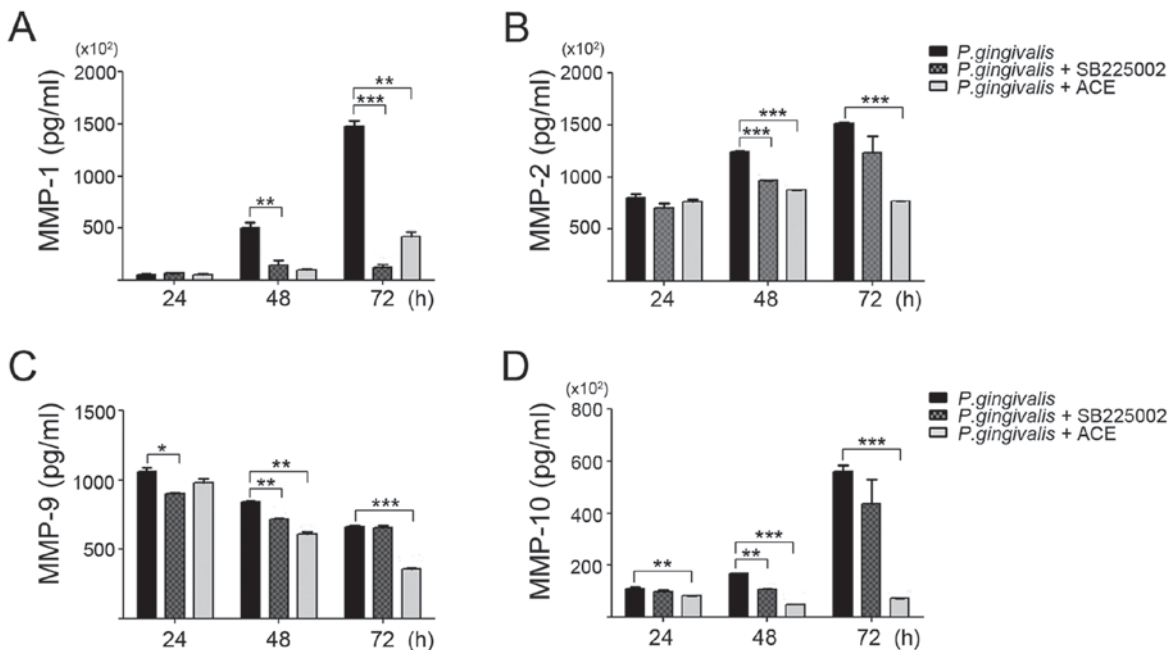 A
(x10²)
MMP-1 (pg/ml)
2000
1500
1000
500
**
**
***
24 48 72 (h)
B
(x10²)
MMP-2 (pg/ml)
2000
1500
1000
500
***
***
***
24 48 72 (h)
P.gingivalis
P.gingivalis + SB225002
P.gingivalis + ACE
C
MMP-9 (pg/ml)
1500
1000
500
*
**
**
***
24 48 72 (h)
D
(x10²)
MMP-10 (pg/ml)
800
600
400
200
**
***
**
***
24 48 72 (h)
P.gingivalis
P.gingivalis + SB225002
P.gingivalis + ACE